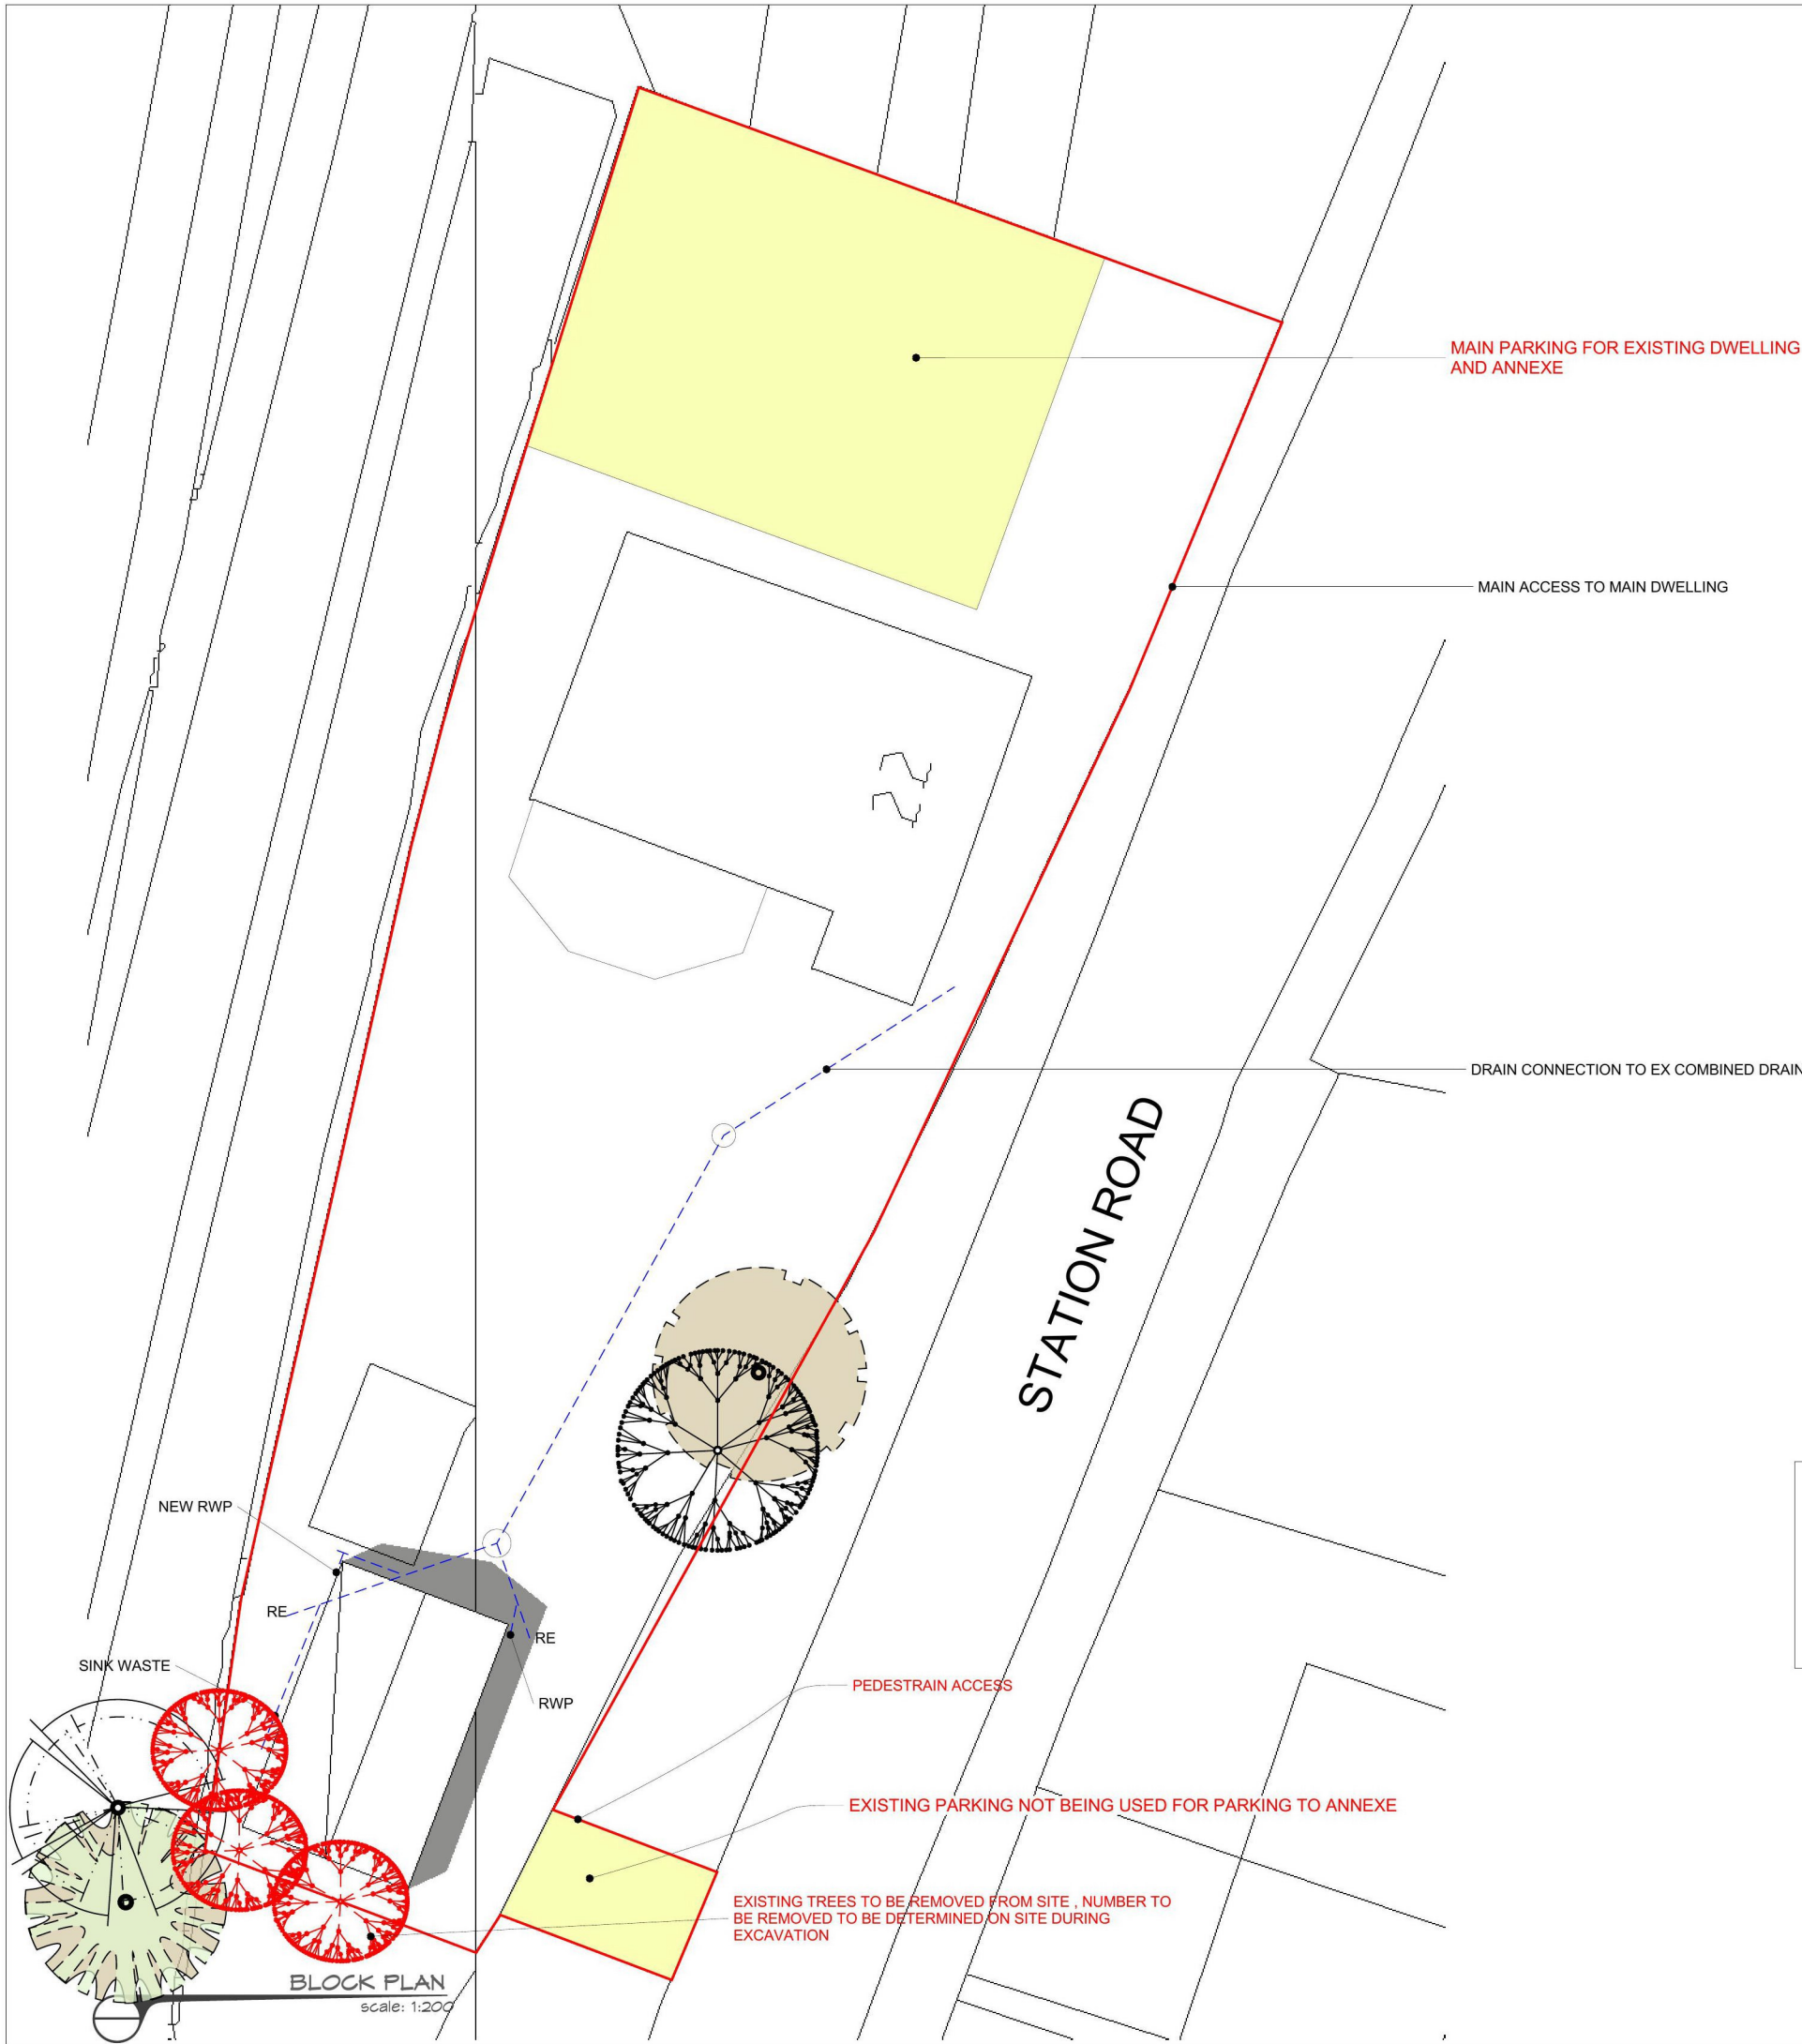 MAIN PARKING FOR EXISTING DWELLING
AND ANNEXE
MAIN ACCESS TO MAIN DWELLING
22
DRAIN CONNECTION TO EX COMBINED DRAIN
STATION ROAD
NEW RWP
RE
RE
SINK WASTE
RWP
PEDESTRAIN ACCESS
EXISTING PARKING NOT BEING USED FOR PARKING TO ANNEXE
EXISTING TREES TO BE REMOVED FROM SITE , NUMBER TO
BE REMOVED TO BE DETERMINED ON SITE DURING
EXCAVATION
BLOCK PLAN
scale: 1:200